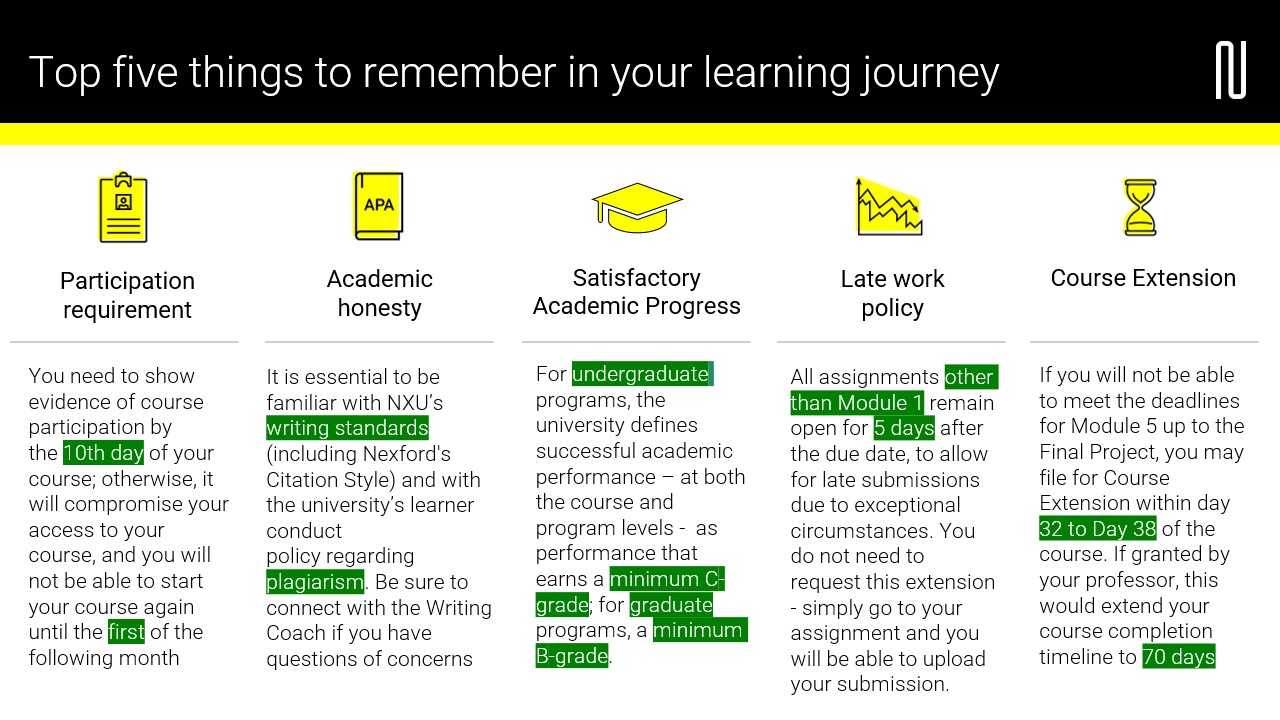 Top five things to remember in your learning journey
APA
Participation
requirement
You need to show
evidence of course
participation by
the 10th day of your
course; otherwise, it
will compromise your
access to your
course, and you will
not be able to start
your course again
until the first of the
following month
Academic
honesty
It is essential to be
familiar with NXU’s
writing standards
(including Nexford's
Citation Style) and with
the university’s learner
conduct
policy regarding
plagiarism. Be sure to
connect with the Writing
Coach if you have
questions of concerns
Satisfactory
Academic Progress
For undergraduate
programs, the
university defines
successful academic
performance – at both
the course and
program levels -  as
performance that
earns a minimum C-
grade; for graduate
programs, a minimum
B-grade.
Late work
policy
All assignments other
than Module 1 remain
open for 5 days after
the due date, to allow
for late submissions
due to exceptional
circumstances. You
do not need to
request this extension
- simply go to your
assignment and you
will be able to upload
your submission.
Course Extension
If you will not be able
to meet the deadlines
for Module 5 up to the
Final Project, you may
file for Course
Extension within day
32 to Day 38 of the
course. If granted by
your professor, this
would extend your
course completion
timeline to 70 days